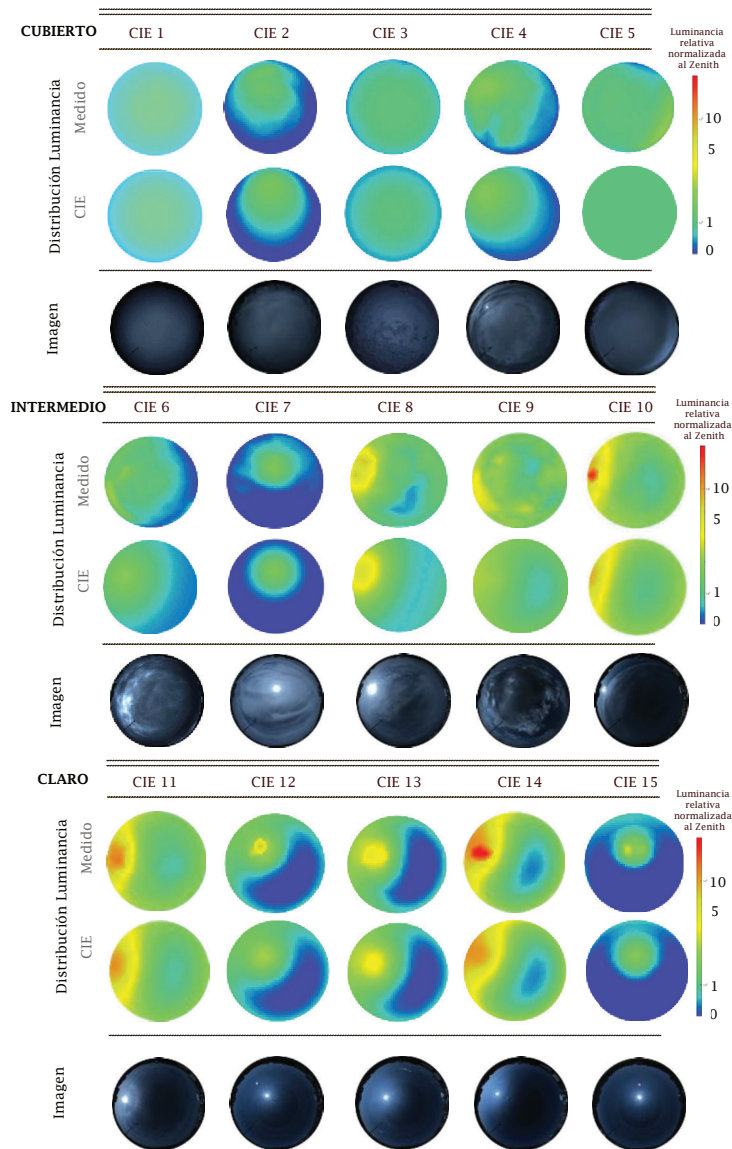 CUBIERTO CIE 1 CIE 2 CIE 3 CIE 4 CIE 5
Luminancia
relativa
normalizada
al Zenith
Distribución Luminancia
Medido
CIE
10
5
1
0
Imagen
INTERMEDIO CIE 6 CIE 7 CIE 8 CIE 9 CIE 10
Luminancia
relativa
normalizada
al Zenith
Distribución Luminancia
Medido
CIE
10
5
1
0
Imagen
CLARO CIE 11 CIE 12 CIE 13 CIE 14 CIE 15
Luminancia
relativa
normalizada
al Zenith
Distribución Luminancia
Medido
CIE
10
5
1
0
Imagen